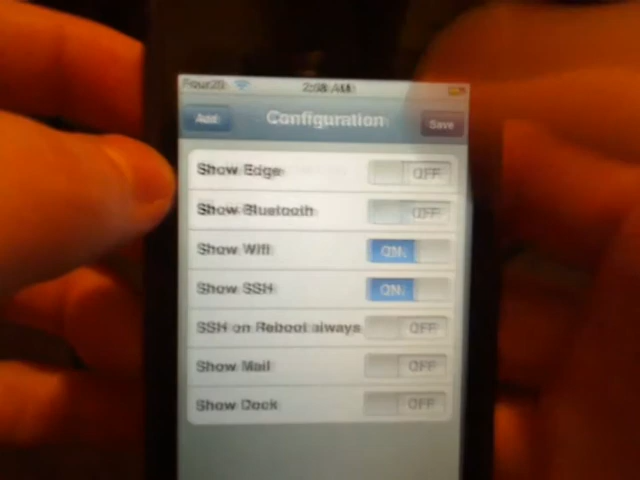 Four20 2:08 AM
Add Configuration Save
Show Edge OFF
Show Bluetooth OFF
Show Wifi ON
Show SSH ON
SSH on Reboot always OFF
Show Mail OFF
Show Dock OFF